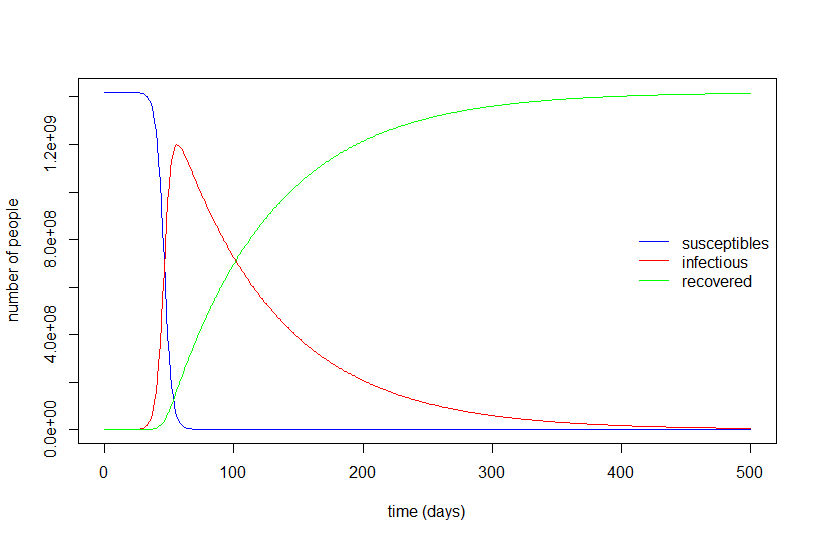 1.2e+09
8.0e+08
4.0e+08
0.0e+00
number of people
susceptibles
infectious
recovered
0 100 200 300 400 500
time (days)